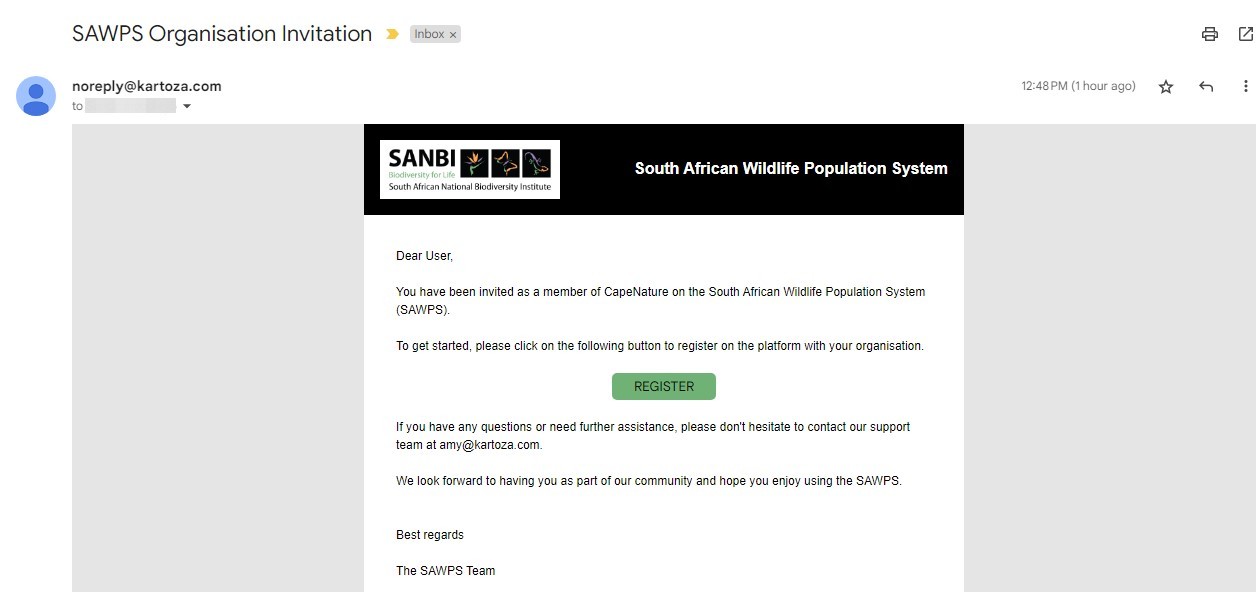 SAWPS Organisation Invitation
Inbox ×
noreply@kartoza.com
12:48 PM (1 hour ago)
to
SANBI
Biodiversity for Life
South African National Biodiversity Institute
South African Wildlife Population System
Dear User,
You have been invited as a member of CapeNature on the South African Wildlife Population System
(SAWPS).
To get started, please click on the following button to register on the platform with your organisation.
REGISTER
If you have any questions or need further assistance, please don't hesitate to contact our support
team at amy@kartoza.com.
We look forward to having you as part of our community and hope you enjoy using the SAWPS.
Best regards
The SAWPS Team